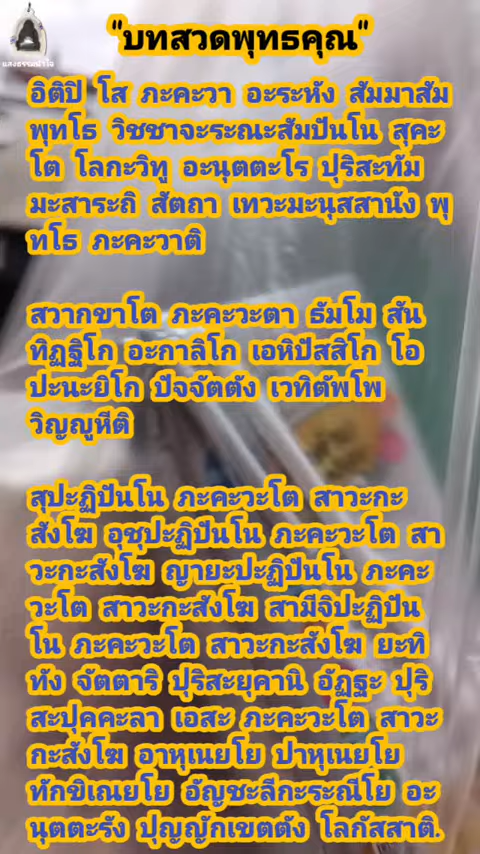 "บทสวดพุทธคุณ"
แสงธรรมนำใจ
อิติปิ โส ภะคะวา อะระหัง สัมมาสัม
พุทโธ วิชชาจะระณะสัมปันโน สุคะ
โต โลกะวิทู อะนุตตะโร ปุริสะทัม
มะสาระถิ สัตถา เทวะมะนุสสานัง พุ
ทโธ ภะคะวาติ
สวากขาโต ภะคะวะตา ธัมโม สัน
ทิฏฐิโก อะกาลิโก เอหิปัสสิโก โอ
ปะนะยิโก ปัจจัตตัง เวทิตัพโพ
วิญญูหีติ
สุปะฏิปันโน ภะคะวะโต สาวะกะ
สังโฆ อุชุปะฏิปันโน ภะคะวะโต สา
วะกะสังโฆ ญายะปะฏิปันโน ภะคะ
วะโต สาวะกะสังโฆ สามีจิปะฏิปัน
โน ภะคะวะโต สาวะกะสังโฆ ยะทิ
ทัง จัตตาริ ปุริสะยุคานิ อัฏฐะ ปุริ
สะปุคคะลา เอสะ ภะคะวะโต สาวะ
กะสังโฆ อาหุเนยโย ปาหุเนยโย
ทักขิเณยโย อัญชะลีกะระณีโย อะ
นุตตะรัง ปุญญักเขตตัง โลกัสสาติ.